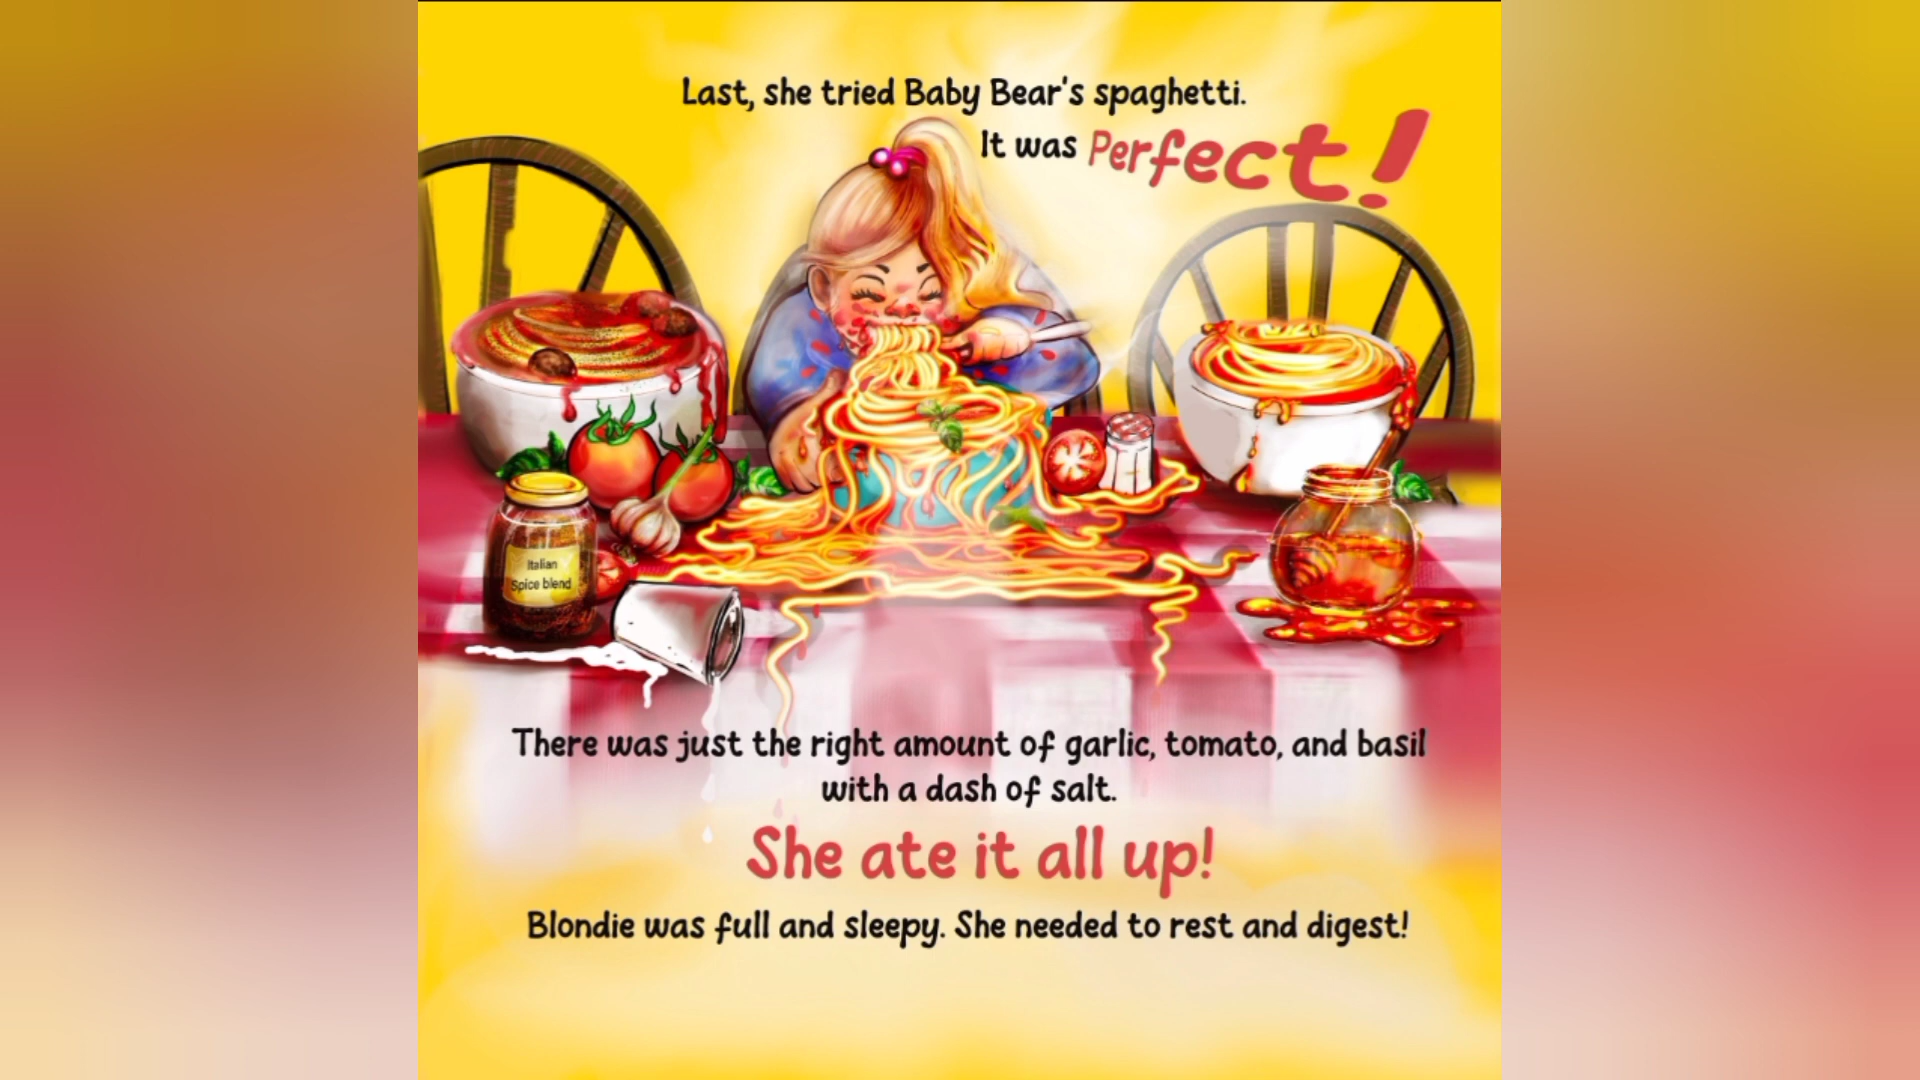 Last, she tried Baby Bear's spaghetti.
It was Perfect!
Italian
Spice blend
There was just the right amount of garlic, tomato, and basil
with a dash of salt.
She ate it all up!
Blondie was full and sleepy. She needed to rest and digest!